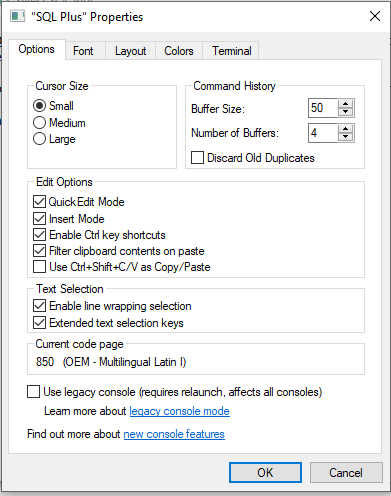 "SQL Plus" Properties
Options Font Layout Colors Terminal
Cursor Size
Small
Medium
Large
Command History
Buffer Size: 50
Number of Buffers: 4
Discard Old Duplicates
Edit Options
QuickEdit Mode
Insert Mode
Enable Ctrl key shortcuts
Filter clipboard contents on paste
Use Ctrl+Shift+C/V as Copy/Paste
Text Selection
Enable line wrapping selection
Extended text selection keys
Current code page
850 (OEM - Multilingual Latin I)
Use legacy console (requires relaunch, affects all consoles)
Learn more about legacy console mode
Find out more about new console features
OK Cancel